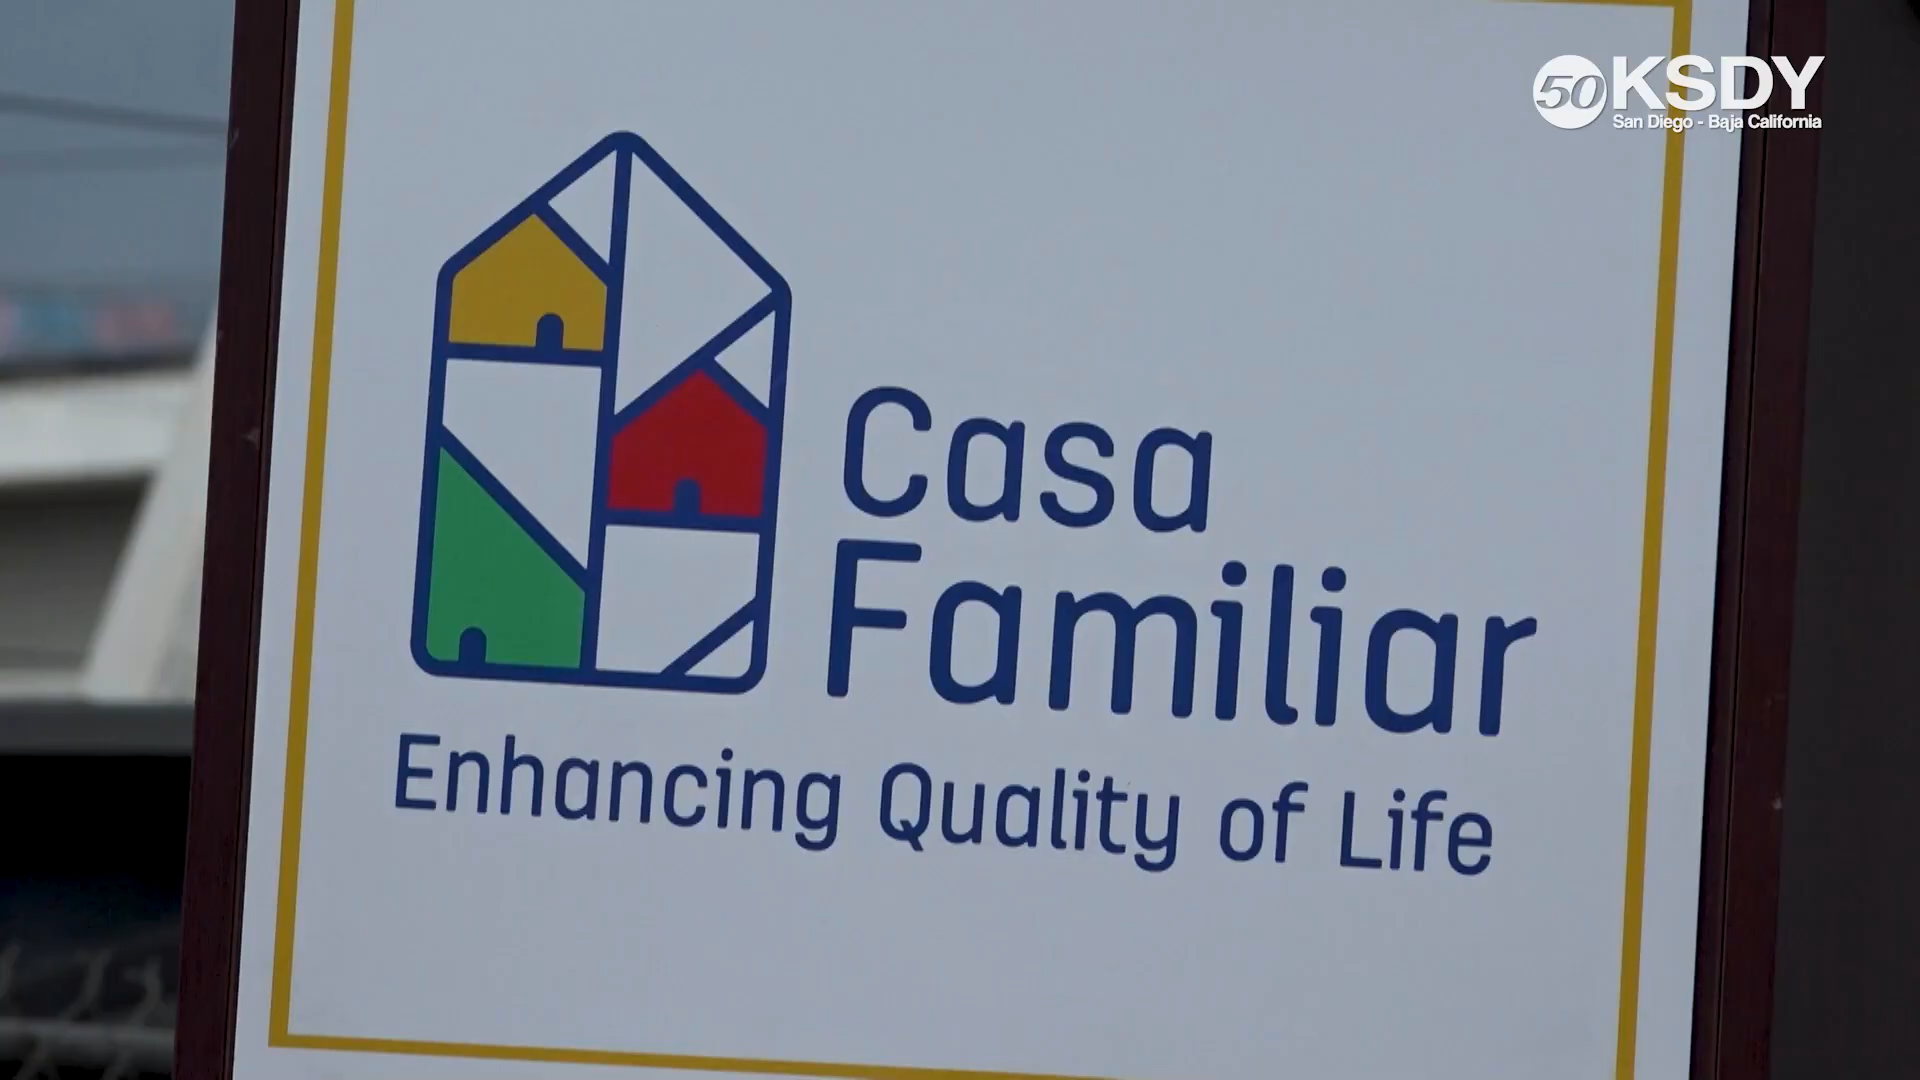 50 KSDY
San Diego - Baja California
Casa
Familiar
Enhancing Quality of Life